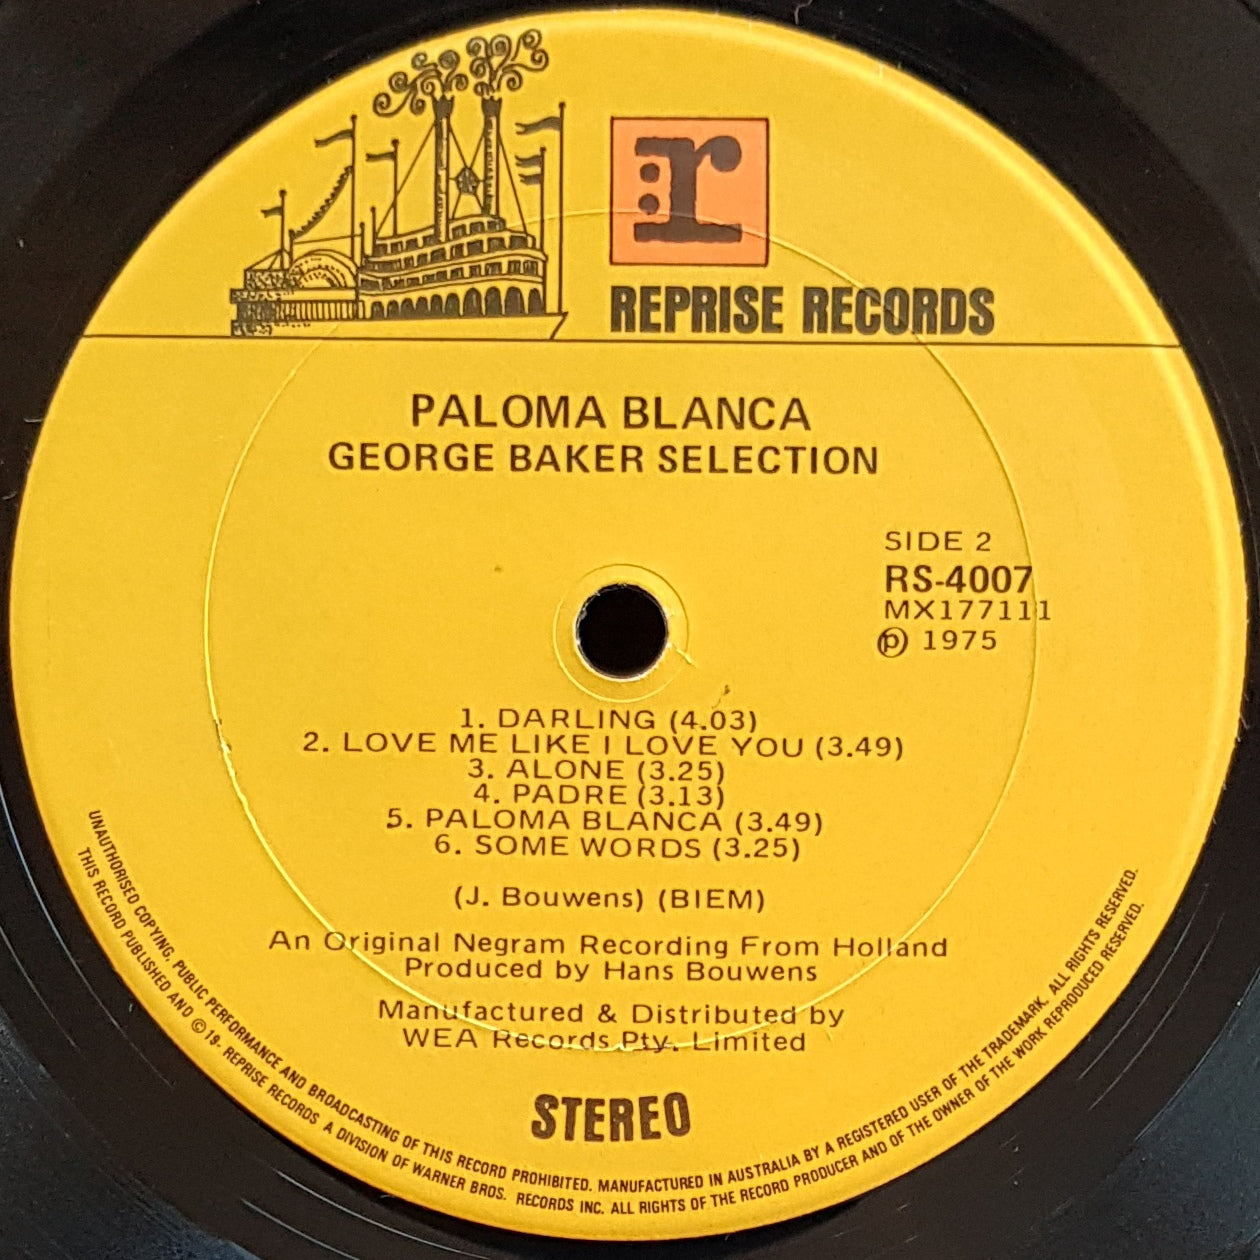 r
REPRISE RECORDS
PALOMA BLANCA
GEORGE BAKER SELECTION
SIDE 2
RS-4007
MX177111
℗ 1975
1. DARLING (4.03)
2. LOVE ME LIKE I LOVE YOU (3.49)
3. ALONE (3.25)
4. PADRE (3.13)
5. PALOMA BLANCA (3.49)
6. SOME WORDS (3.25)
(J. Bouwens) (BIEM)
An Original Negram Recording From Holland
Produced by Hans Bouwens
Manufactured & Distributed by
WEA Records Pty. Limited
STEREO
UNAUTHORISED COPYING, PUBLIC PERFORMANCE AND BROADCASTING OF THIS RECORD PROHIBITED. MANUFACTURED IN AUSTRALIA BY A REGISTERED USER OF THE TRADEMARK. ALL RIGHTS RESERVED.
THIS RECORD PUBLISHED AND © 19- REPRISE RECORDS A DIVISION OF WARNER BROS. RECORDS INC. ALL RIGHTS OF THE RECORD PRODUCER AND OF THE OWNER OF THE WORK REPRODUCED RESERVED.